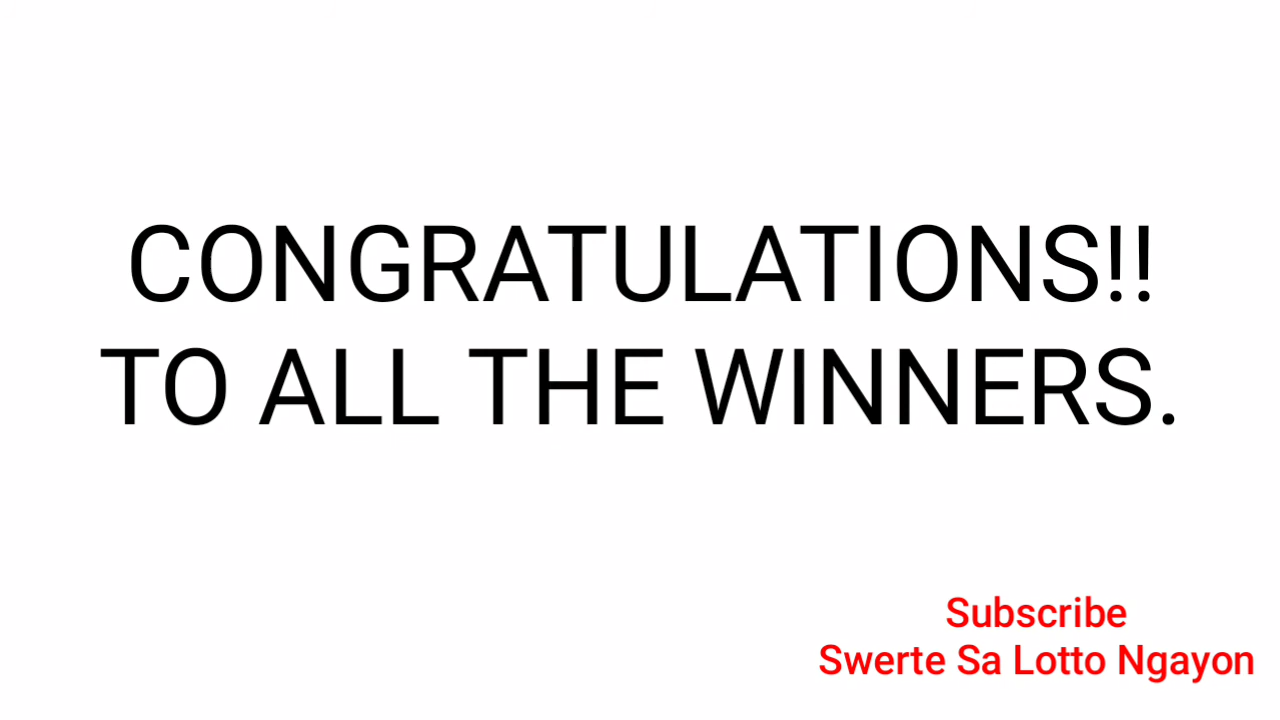 CONGRATULATIONS!!
TO ALL THE WINNERS.
Subscribe
Swerte Sa Lotto Ngayon